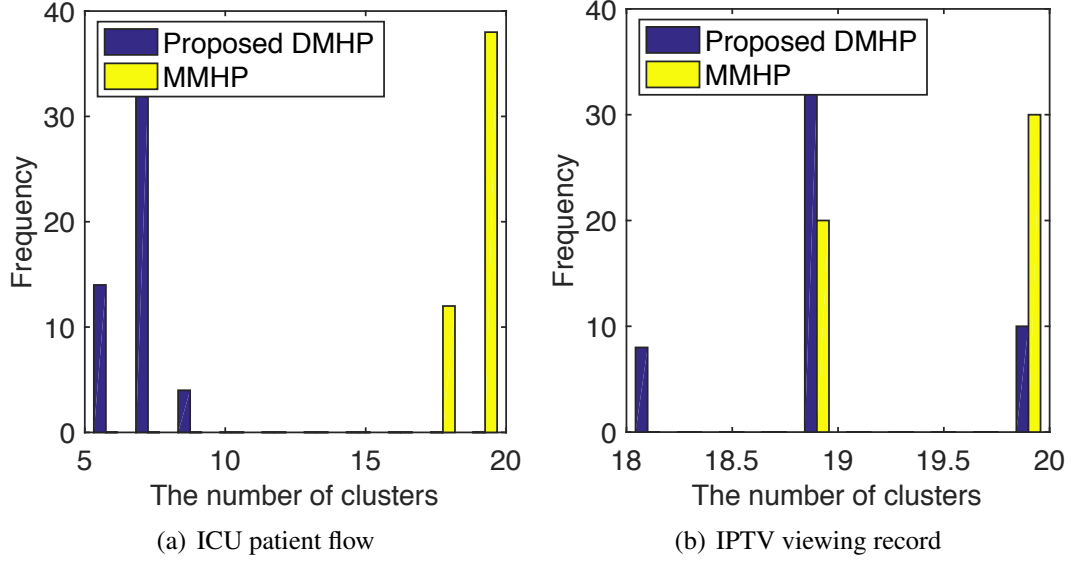 40
30
20
10
0
Frequency
Proposed DMHP
MMHP
5 10 15 20
The number of clusters
(a) ICU patient flow
40
30
20
10
0
Frequency
Proposed DMHP
MMHP
18 18.5 19 19.5 20
The number of clusters
(b) IPTV viewing record